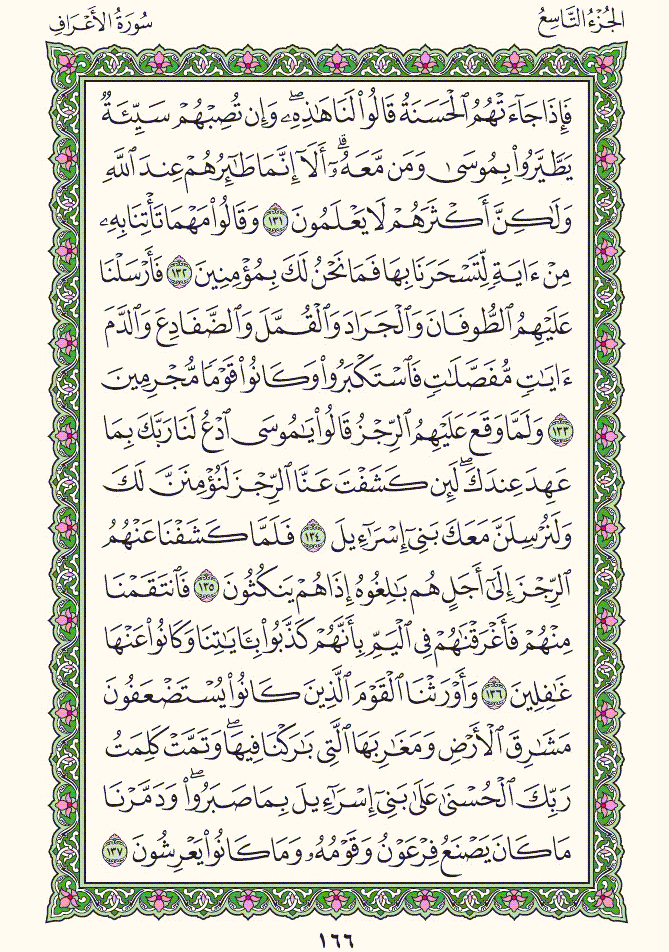 الجُزْءُ التَّاسِعُ
سُورَةُ الأَعْرَافِ
فَإِذَا جَآءَتْهُمُ ٱلْحَسَنَةُ قَالُوا۟ لَنَا هَٰذِهِۦۖ وَإِن تُصِبْهُمْ سَيِّئَةٌۭ
يَطَّيَّرُوا۟ بِمُوسَىٰ وَمَن مَّعَهُۥٓۗ أَلَآ إِنَّمَا طَٰٓئِرُهُمْ عِندَ ٱللَّهِ
وَلَٰكِنَّ أَكْثَرَهُمْ لَا يَعْلَمُونَ ١٣١ وَقَالُوا۟ مَهْمَا تَأْتِنَا بِهِۦ
مِنْ ءَايَةٍۢ لِّتَسْحَرَنَا بِهَا فَمَا نَحْنُ لَكَ بِمُؤْمِنِينَ ١٣٢ فَأَرْسَلْنَا
عَلَيْهِمُ ٱلطُّوفَانَ وَٱلْجَرَادَ وَٱلْقُمَّلَ وَٱلضَّفَادِعَ وَٱلدَّمَ
ءَايَٰتٍۢ مُّفَصَّلَٰتٍۢ فَٱسْتَكْبَرُوا۟ وَكَانُوا۟ قَوْمًۭا مُّجْرِمِينَ
١٣٣ وَلَمَّا وَقَعَ عَلَيْهِمُ ٱلرِّجْزُ قَالُوا۟ يَٰمُوسَى ٱدْعُ لَنَا رَبَّكَ بِمَا
عَهِدَ عِندَكَۖ لَئِن كَشَفْتَ عَنَّا ٱلرِّجْزَ لَنُؤْمِنَنَّ لَكَ
وَلَنُرْسِلَنَّ مَعَكَ بَنِىٓ إِسْرَٰٓءِيلَ ١٣٤ فَلَمَّا كَشَفْنَا عَنْهُمُ
ٱلرِّجْزَ إِلَىٰٓ أَجَلٍ هُم بَٰلِغُوهُ إِذَا هُمْ يَنكُثُونَ ١٣٥ فَٱنتَقَمْنَا
مِنْهُمْ فَأَغْرَقْنَٰهُمْ فِى ٱلْيَمِّ بِأَنَّهُمْ كَذَّبُوا۟ بِـَٔايَٰتِنَا وَكَانُوا۟ عَنْهَا
غَٰفِلِينَ ١٣٦ وَأَوْرَثْنَا ٱلْقَوْمَ ٱلَّذِينَ كَانُوا۟ يُسْتَضْعَفُونَ
مَشَٰرِقَ ٱلْأَرْضِ وَمَغَٰرِبَهَا ٱلَّتِى بَٰرَكْنَا فِيهَاۖ وَتَمَّتْ كَلِمَتُ
رَبِّكَ ٱلْحُسْنَىٰ عَلَىٰ بَنِىٓ إِسْرَٰٓءِيلَ بِمَا صَبَرُوا۟ۖ وَدَمَّرْنَا
مَا كَانَ يَصْنَعُ فِرْعَوْنُ وَقَوْمُهُۥ وَمَا كَانُوا۟ يَعْرِشُونَ ١٣٧
١٦٦